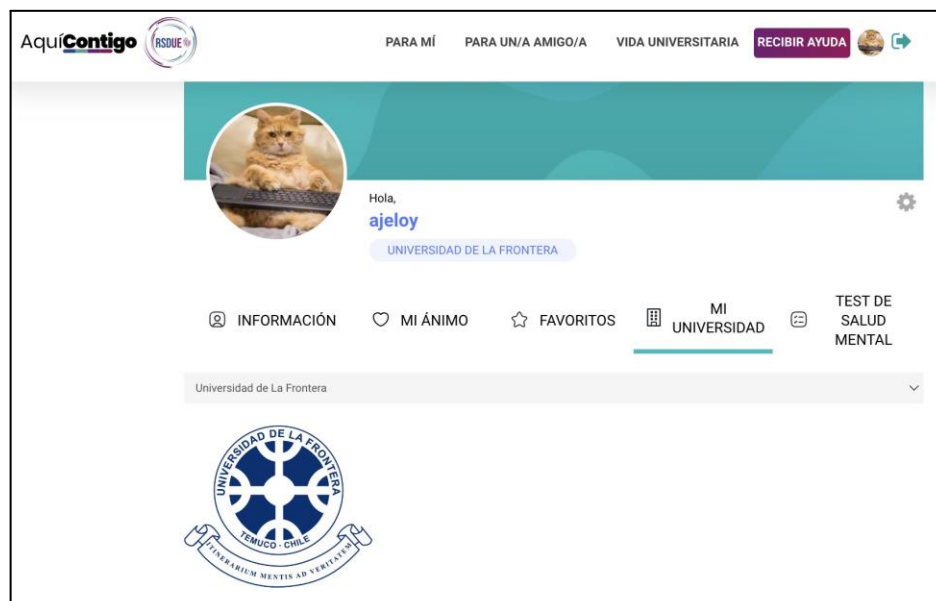 AquíContigo
RSDUE
PARA MÍ
PARA UN/A AMIGO/A
VIDA UNIVERSITARIA
RECIBIR AYUDA
Hola,
ajeloy
UNIVERSIDAD DE LA FRONTERA
INFORMACIÓN
MI ÁNIMO
FAVORITOS
MI
UNIVERSIDAD
TEST DE
SALUD
MENTAL
Universidad de La Frontera
UNIVERSIDAD DE LA FRONTERA
TEMUCO - CHILE
ITINERARIUM MENTIS AD VERITATEM